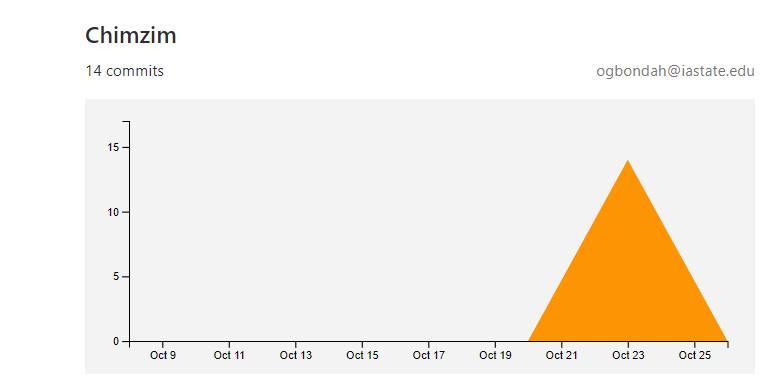 Chimzim
14 commits ogbondah@iastate.edu
15
10
5
0
Oct 9 Oct 11 Oct 13 Oct 15 Oct 17 Oct 19 Oct 21 Oct 23 Oct 25